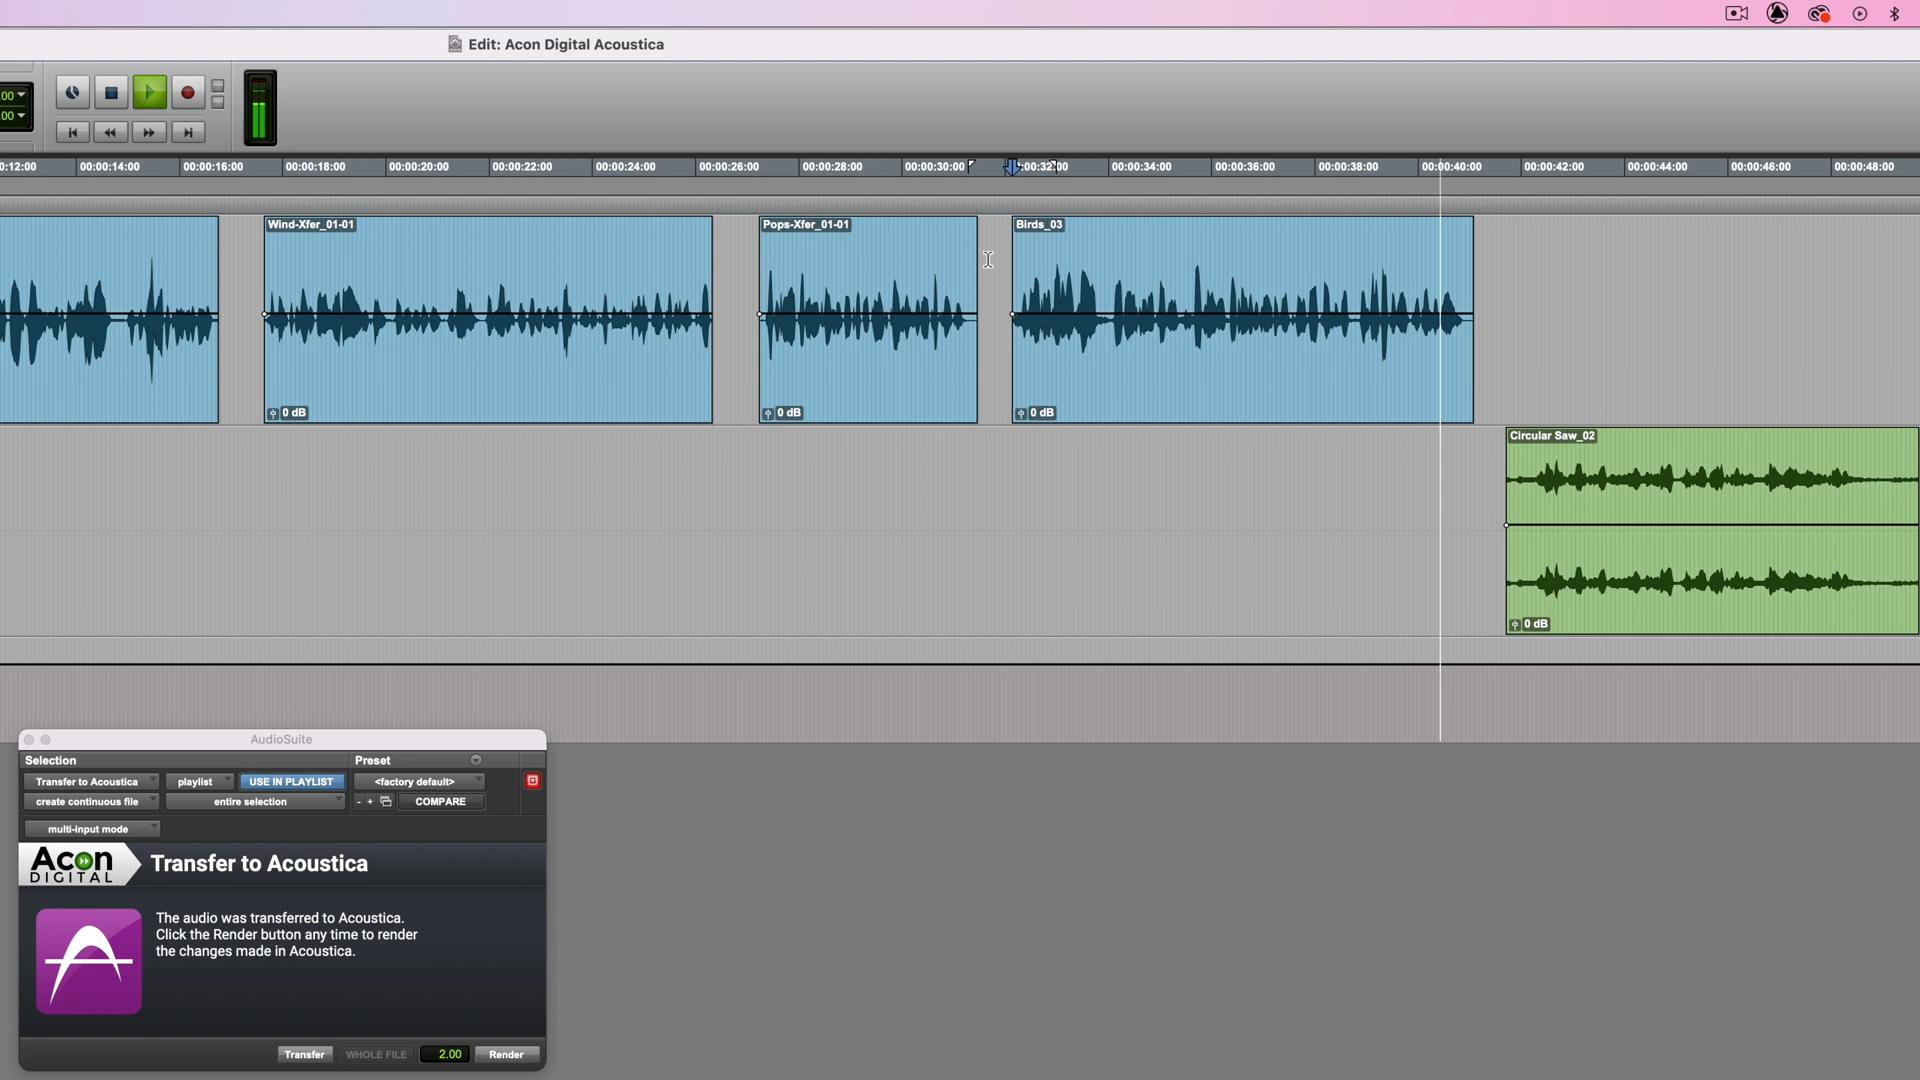 Edit: Acon Digital Acoustica
00
00
0:12:00
00:00:14:00
00:00:16:00
00:00:18:00
00:00:20:00
00:00:22:00
00:00:24:00
00:00:26:00
00:00:28:00
00:00:30:00
:00:32:00
00:00:34:00
00:00:36:00
00:00:38:00
00:00:40:00
00:00:42:00
00:00:44:00
00:00:46:00
00:00:48:00
Wind-Xfer_01-01
Pops-Xfer_01-01
Birds_03
0 dB
0 dB
0 dB
Circular Saw_02
0 dB
AudioSuite
Selection
Preset
Transfer to Acoustica
playlist
USE IN PLAYLIST
<factory default>
create continuous file
entire selection
- +
COMPARE
multi-input mode
Acon
DIGITAL
Transfer to Acoustica
The audio was transferred to Acoustica.
Click the Render button any time to render
the changes made in Acoustica.
Transfer
WHOLE FILE
2.00
Render